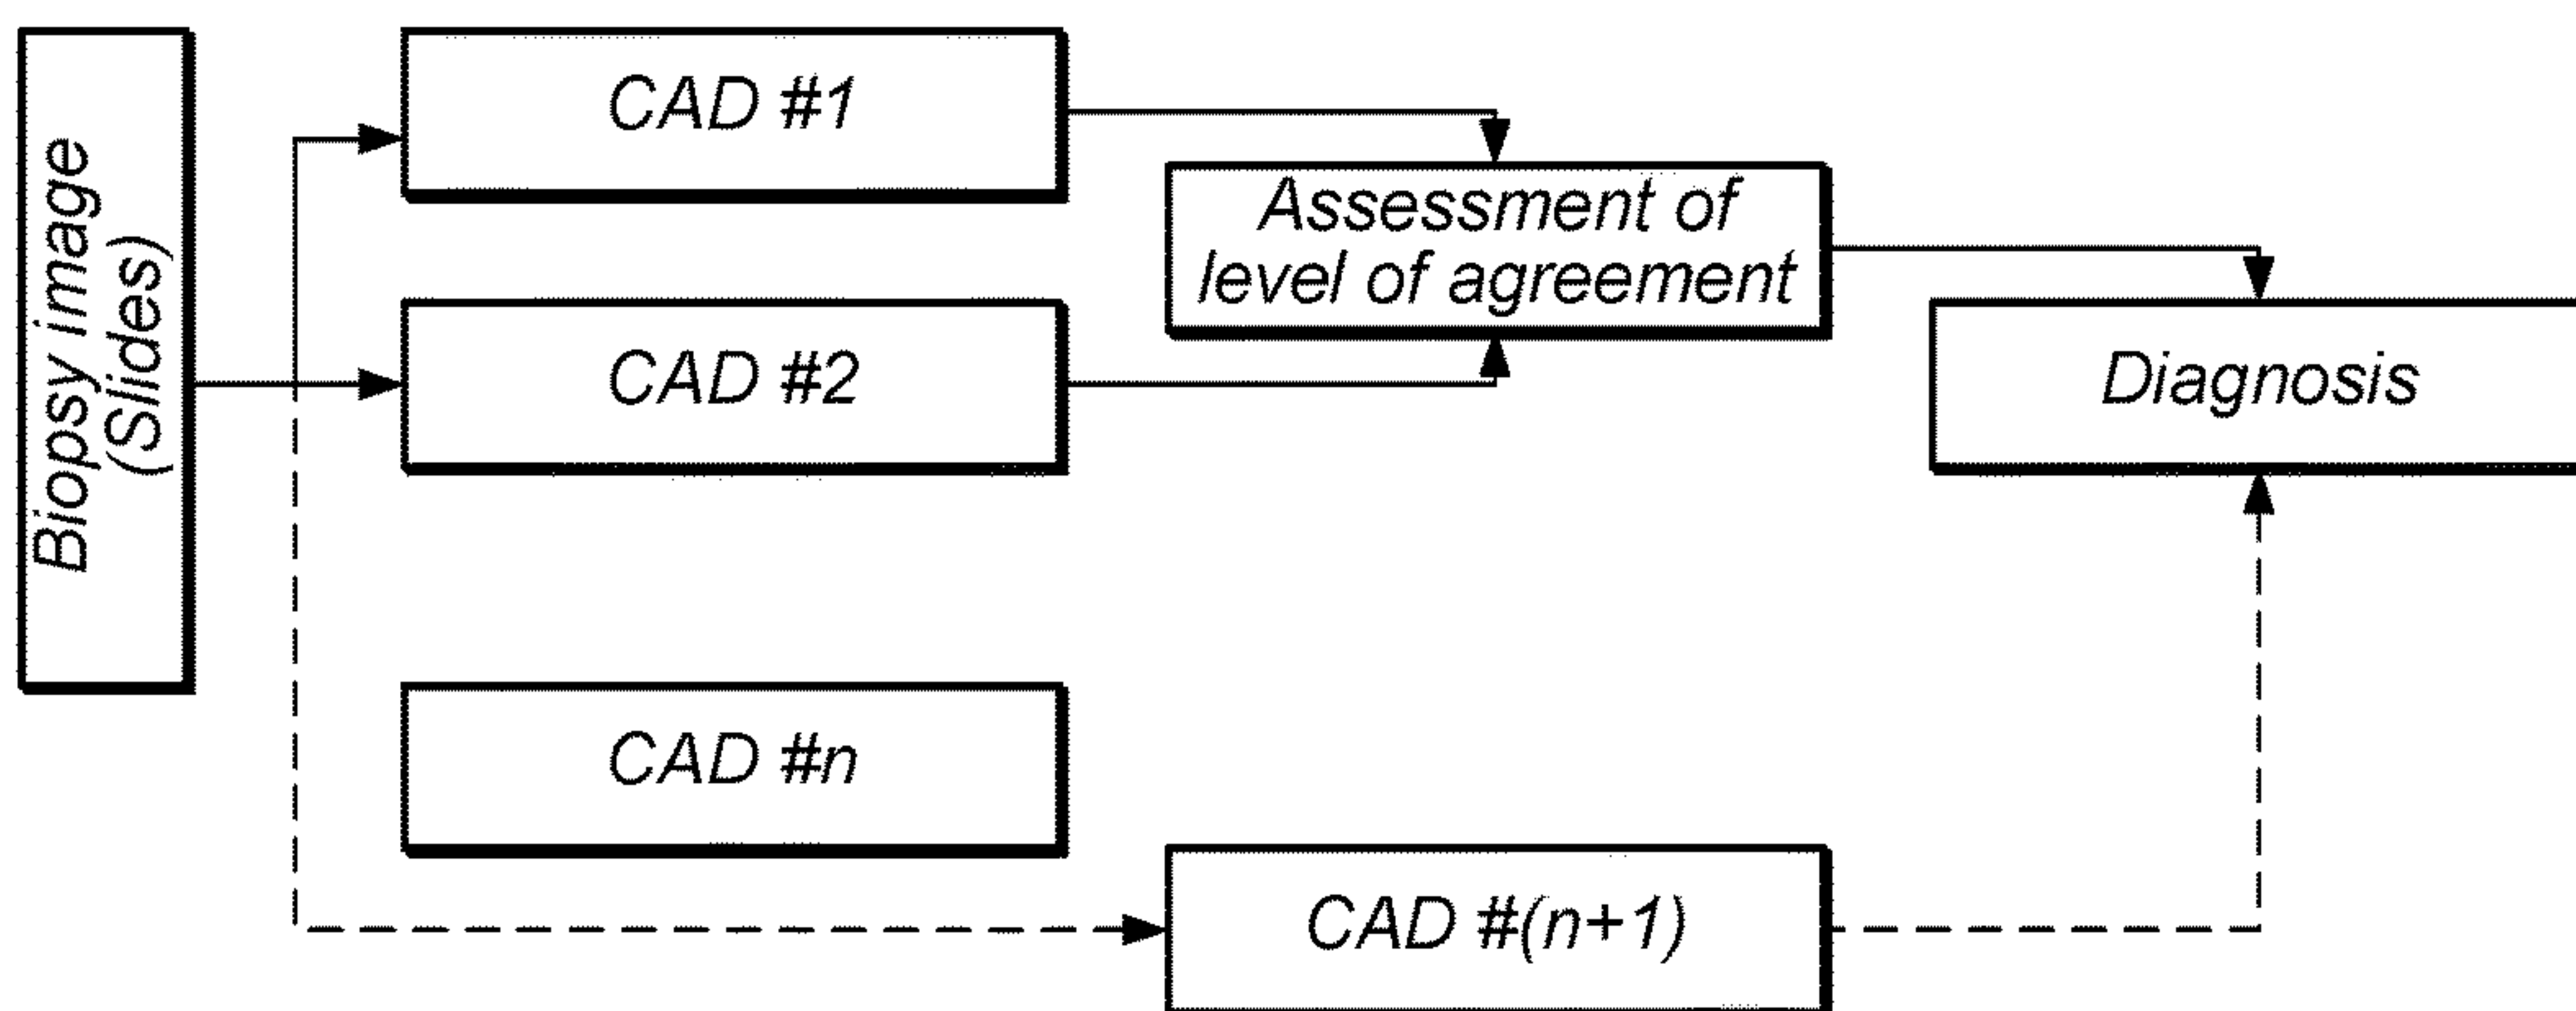 Biopsy image
(Slides)
CAD #1
CAD #2
CAD #n
Assessment of
level of agreement
CAD #(n+1)
Diagnosis